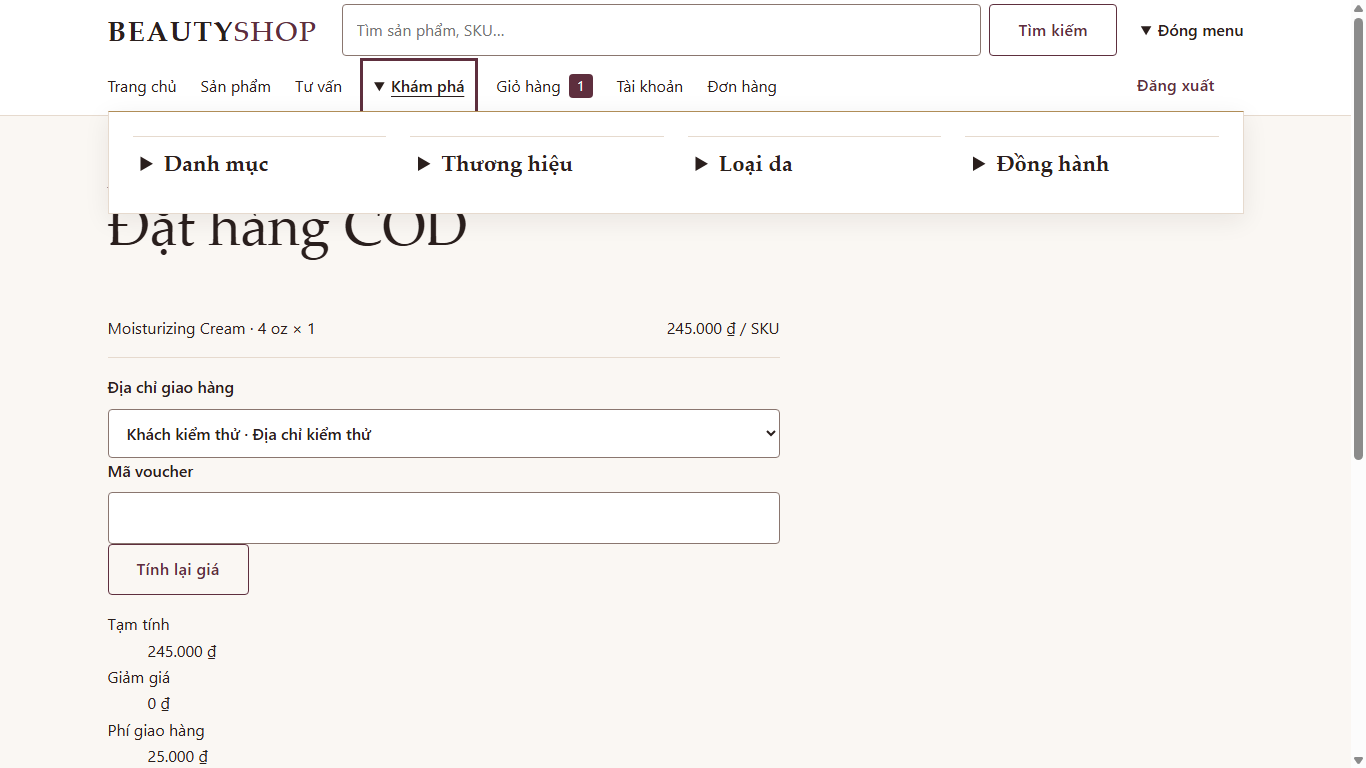 BEAUTYSHOP
Tìm sản phẩm, SKU...
Tìm kiếm
▼ Đóng menu
Trang chủ
Sản phẩm
Tư vấn
▼ Khám phá
Giỏ hàng 1
Tài khoản
Đơn hàng
Đăng xuất
▶ Danh mục
▶ Thương hiệu
▶ Loại da
▶ Đồng hành
Đặt hàng COD
Moisturizing Cream · 4 oz × 1
245.000 ₫ / SKU
Địa chỉ giao hàng
Khách kiểm thử · Địa chỉ kiểm thử
Mã voucher
Tính lại giá
Tạm tính
245.000 ₫
Giảm giá
0 ₫
Phí giao hàng
25.000 ₫